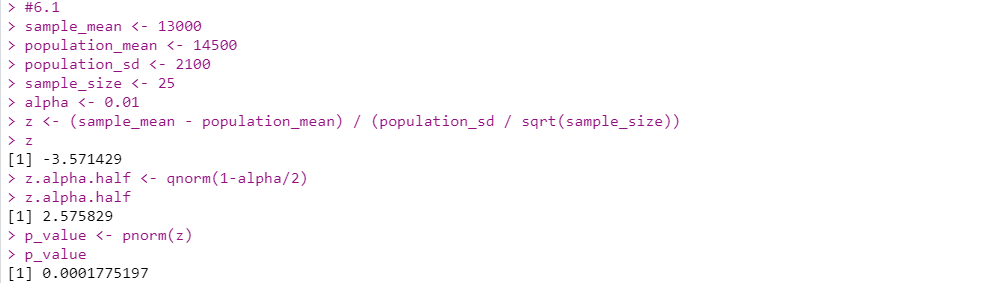 > #6.1
> sample_mean <- 13000
> population_mean <- 14500
> population_sd <- 2100
> sample_size <- 25
> alpha <- 0.01
> z <- (sample_mean - population_mean) / (population_sd / sqrt(sample_size))
> z
[1] -3.571429
> z.alpha.half <- qnorm(1-alpha/2)
> z.alpha.half
[1] 2.575829
> p_value <- pnorm(z)
> p_value
[1] 0.0001775197